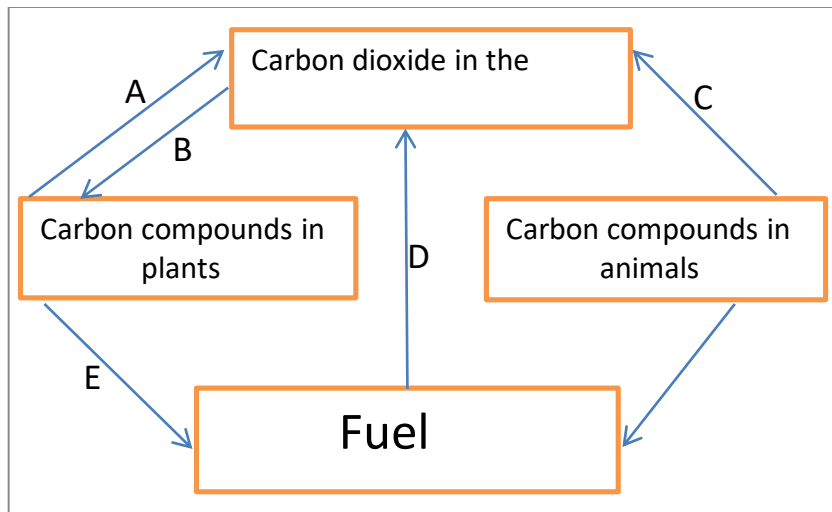 Carbon dioxide in the
A
C
B
Carbon compounds in
plants
D
Carbon compounds in
animals
E
Fuel